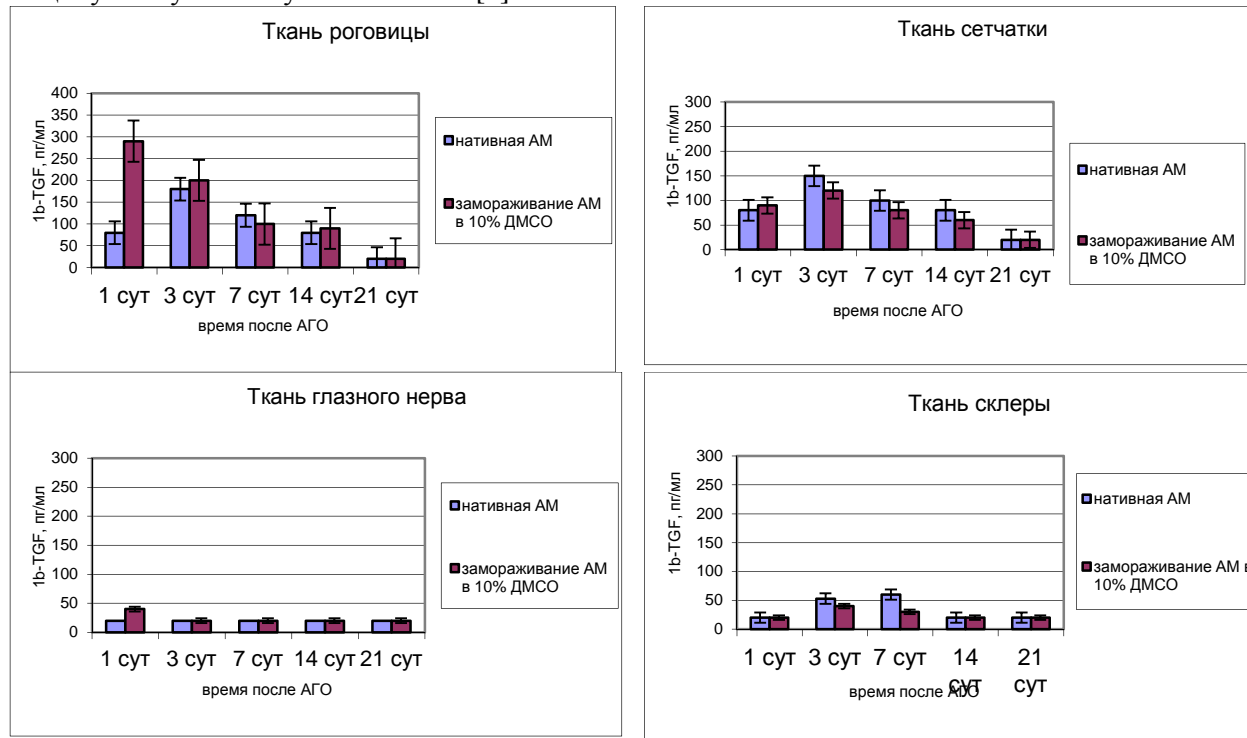 Ткань роговицы
1b-TGF, пг/мл
400
350
300
250
200
150
100
50
0
1 сут 3 сут 7 сут 14 сут 21 сут
время после АГО
нативная АМ
замораживание АМ
в 10% ДМСО
Ткань сетчатки
1b-TGF, пг/мл
300
250
200
150
100
50
0
1 сут 3 сут 7 сут 14 сут 21 сут
время после АГО
нативная АМ
замораживание АМ
в 10% ДМСО
Ткань глазного нерва
1b-TGF, пг/мл
300
250
200
150
100
50
0
1 сут 3 сут 7 сут 14 сут 21 сут
время после АГО
нативная АМ
замораживание АМ
в 10% ДМСО
Ткань склеры
1b-TGF, пг/мл
300
250
200
150
100
50
0
1 сут 3 сут 7 сут 14 21
сут сут
время после АГО
нативная АМ
замораживание АМ в
10% ДМСО